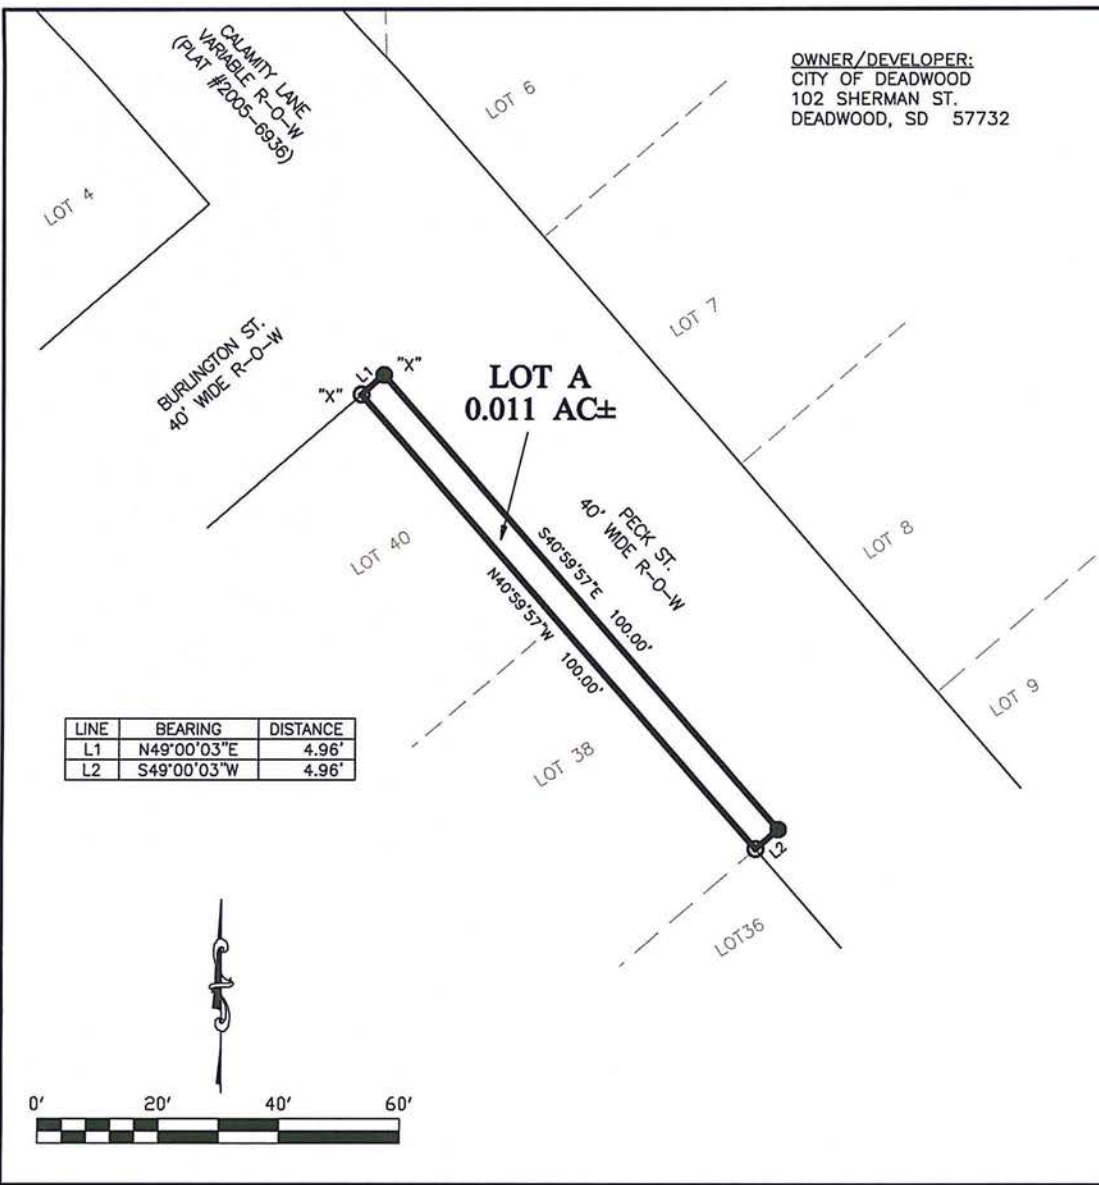 CALAMITY LANE
VARIABLE R-O-W
(PLAT #2005-6936)
OWNER/DEVELOPER:
CITY OF DEADWOOD
102 SHERMAN ST.
DEADWOOD, SD 57732
LOT 6
LOT 4
LOT 7
BURLINGTON ST.
40' WIDE R-O-W
"X"
L1
"X"
LOT A
0.011 AC±
PECK ST.
40' WIDE R-O-W
LOT 8
LOT 40
S40°59'57"E 100.00'
N40°59'57"W 100.00'
LOT 9
LINE BEARING DISTANCE
L1 N49°00'03"E 4.96'
L2 S49°00'03"W 4.96'
LOT 38
L2
LOT36
0' 20' 40' 60'